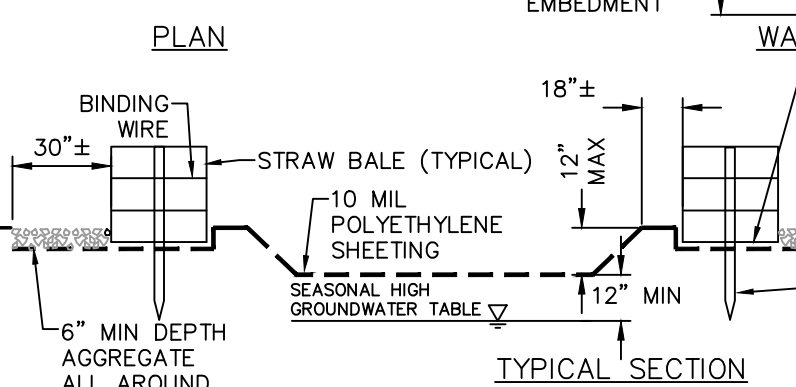 EMBEDMENT
PLAN
WA
18"±
BINDING
WIRE
30"±
STRAW BALE (TYPICAL)
12"
MAX
10 MIL
POLYETHYLENE
SHEETING
SEASONAL HIGH
GROUNDWATER TABLE
12" MIN
6" MIN DEPTH
AGGREGATE
ALL AROUND
TYPICAL SECTION